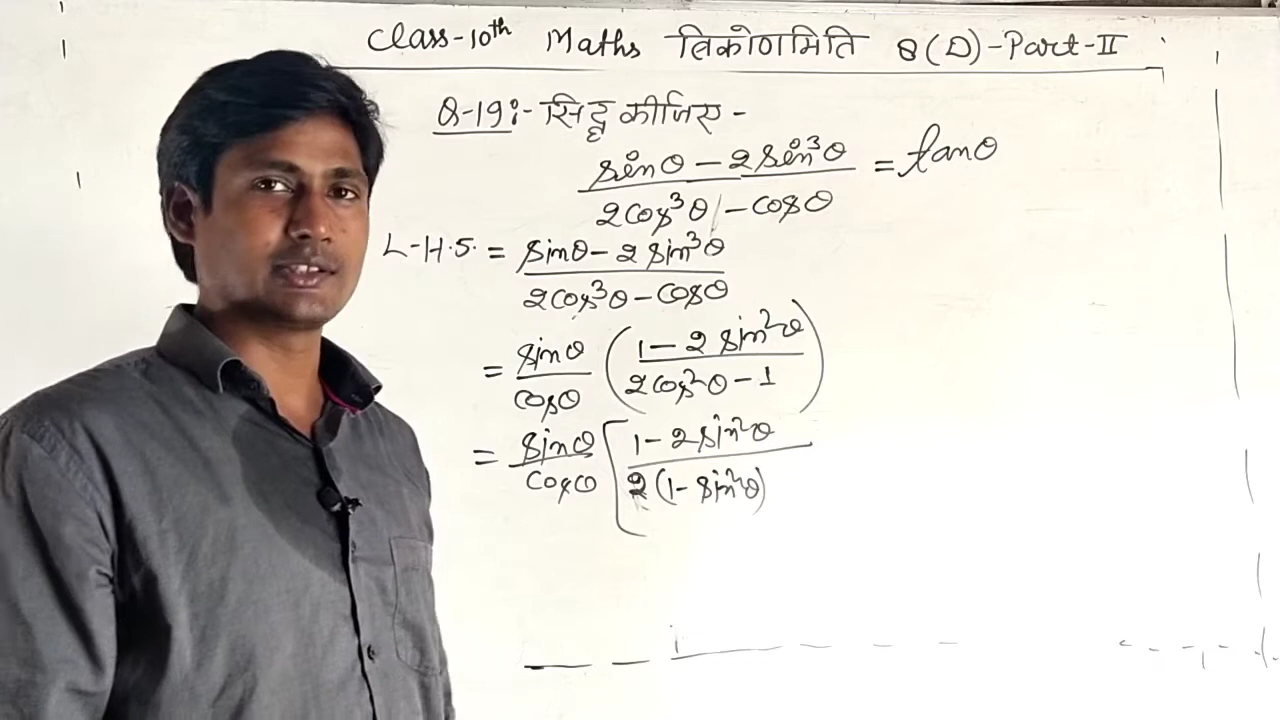 Class-10th Maths त्रिकोणमिति 8(D)-Part-II
Q-19:- सिद्ध कीजिए -
(sinθ - 2sin³θ)/(2cos³θ - cosθ) = tanθ
L.H.S. = (sinθ - 2sin³θ)/(2cos³θ - cosθ)
= sinθ/cosθ ((1 - 2sin²θ)/(2cos²θ - 1))
= sinθ/cosθ [(1 - 2sin²θ)/(2(1 - sin²θ)